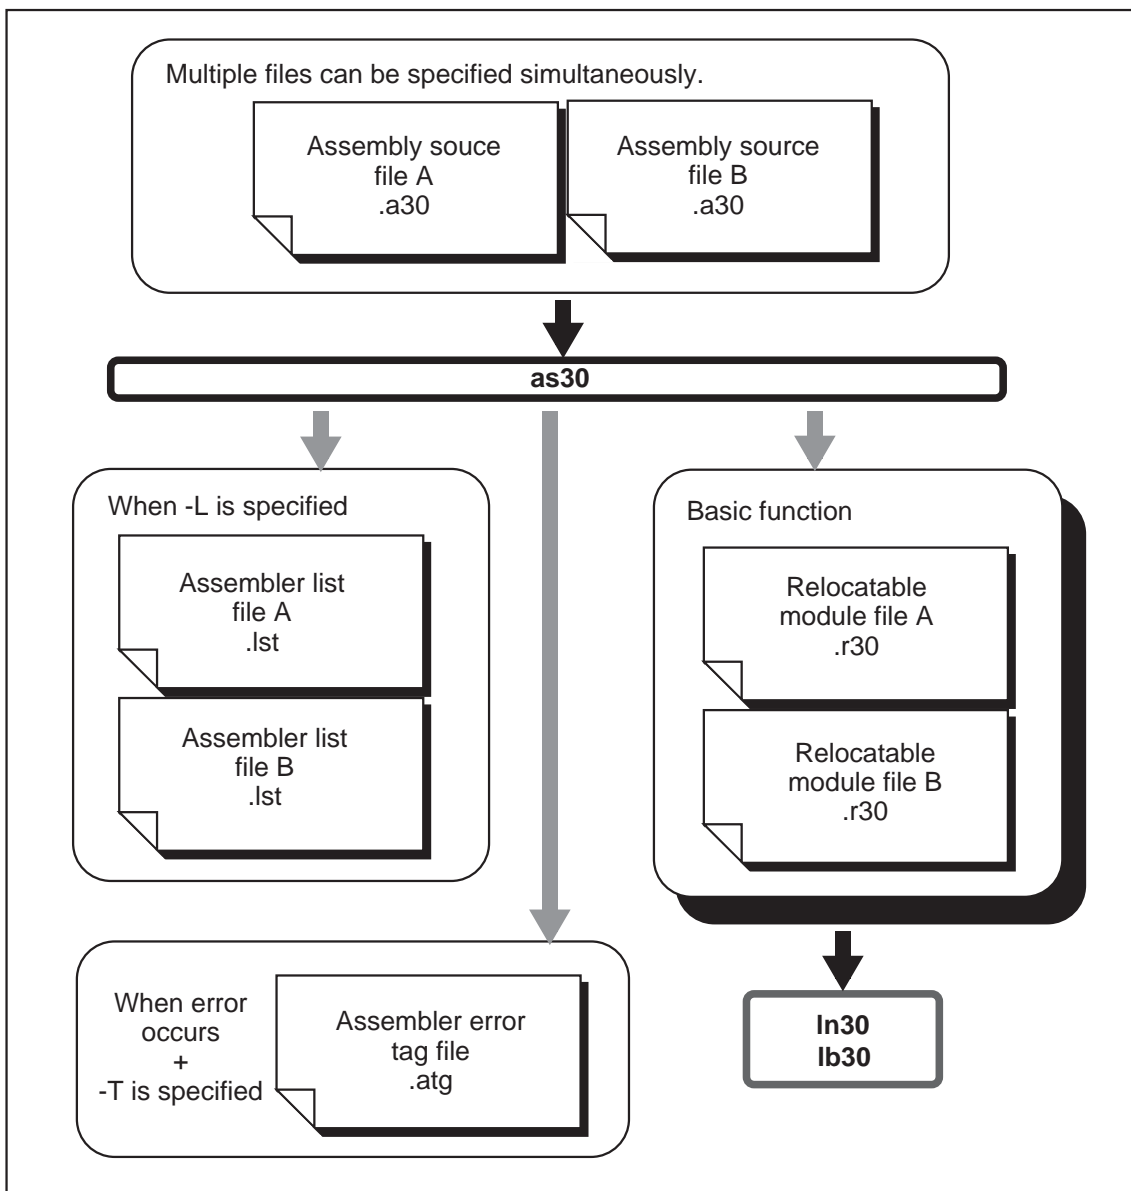 Multiple files can be specified simultaneously.
Assembly souce
file A
.a30
Assembly source
file B
.a30
as30
When -L is specified
Assembler list
file A
.lst
Assembler list
file B
.lst
Basic function
Relocatable
module file A
.r30
Relocatable
module file B
.r30
When error
occurs
+
-T is specified
Assembler error
tag file
.atg
ln30
lb30